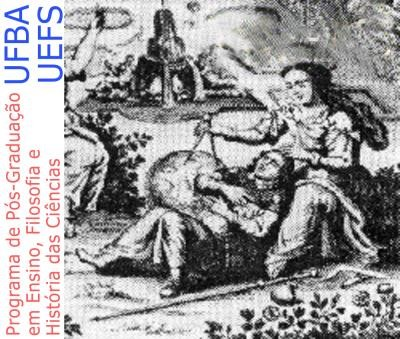 UFBA
UEFS
Programa de Pós-Graduação
em Ensino, Filosofia e
História das Ciências